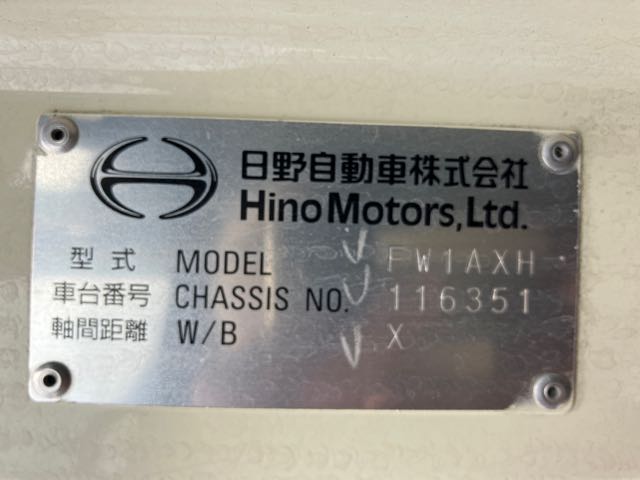 日野自動車株式会社
Hino Motors, Ltd.
型式 MODEL FW1AXH
車台番号 CHASSIS NO. 116351
軸間距離 W/B X